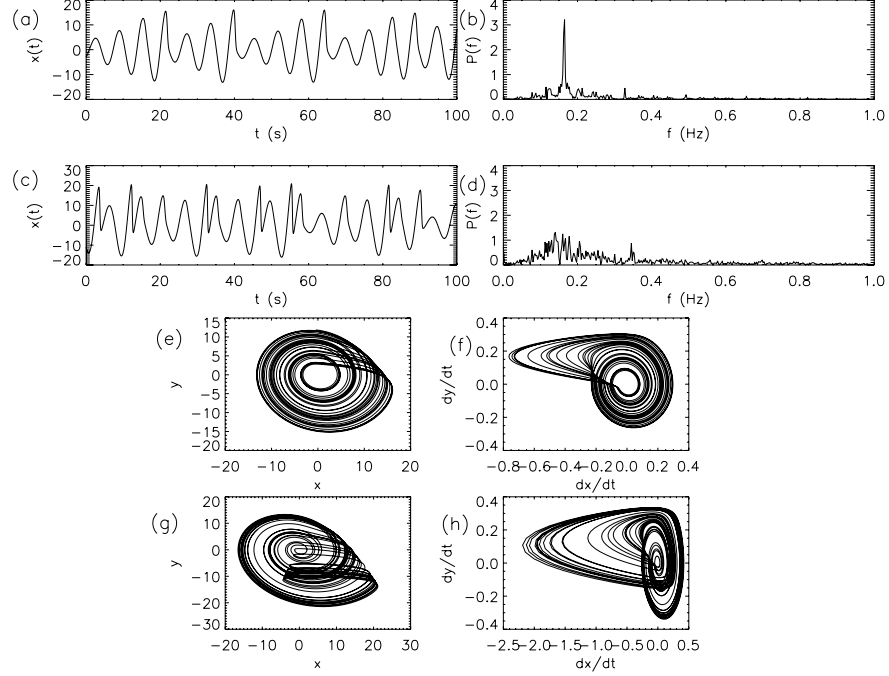 (a)
x(t)
20
10
0
−10
−20
0 20 40 60 80 100
t (s)
(b)
P(f)
4
3
2
1
0
0.0 0.2 0.4 0.6 0.8 1.0
f (Hz)
(c)
x(t)
30
20
10
0
−10
−20
0 20 40 60 80 100
t (s)
(d)
P(f)
4
3
2
1
0
0.0 0.2 0.4 0.6 0.8 1.0
f (Hz)
(e)
y
15
10
5
0
−5
−10
−15
−20
−20 −10 0 10 20
x
(f)
dy/dt
0.4
0.2
0.0
−0.2
−0.4
−0.8−0.6−0.4−0.2 0.0 0.2 0.4
dx/dt
(g)
y
20
10
0
−10
−20
−30
−20 −10 0 10 20 30
x
(h)
dy/dt
0.4
0.2
0.0
−0.2
−0.4
−2.5−2.0−1.5−1.0−0.5 0.0 0.5
dx/dt